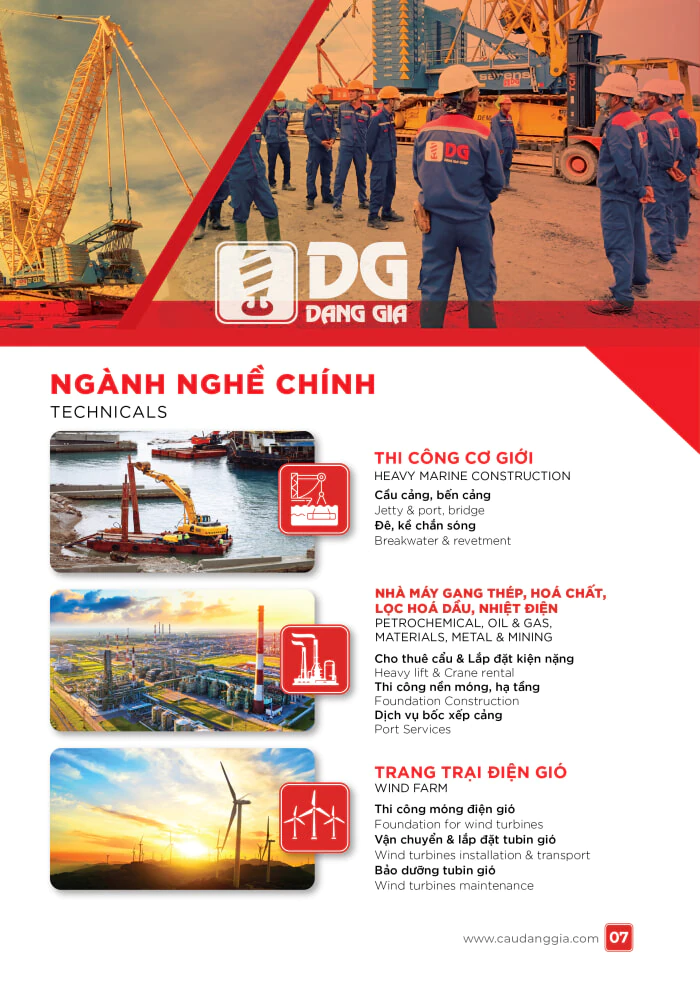 DG
DANG GIA
NGÀNH NGHỀ CHÍNH
TECHNICALS
THI CÔNG CƠ GIỚI
HEAVY MARINE CONSTRUCTION
Cầu cảng, bến cảng
Jetty & port, bridge
Đê, kề chắn sóng
Breakwater & revetment
NHÀ MÁY GANG THÉP, HOÁ CHẤT,
LỌC HOÁ DẦU, NHIỆT ĐIỆN
PETROCHEMICAL, OIL & GAS,
MATERIALS, METAL & MINING
Cho thuê cẩu & Lắp đặt kiện nặng
Heavy lift & Crane rental
Thi công nền móng, hạ tầng
Foundation Construction
Dịch vụ bốc xếp cảng
Port Services
TRANG TRẠI ĐIỆN GIÓ
WIND FARM
Thi công móng điện gió
Foundation for wind turbines
Vận chuyển & lắp đặt tubin gió
Wind turbines installation & transport
Bảo dưỡng tubin gió
Wind turbines maintenance
www.caudanggia.com 07